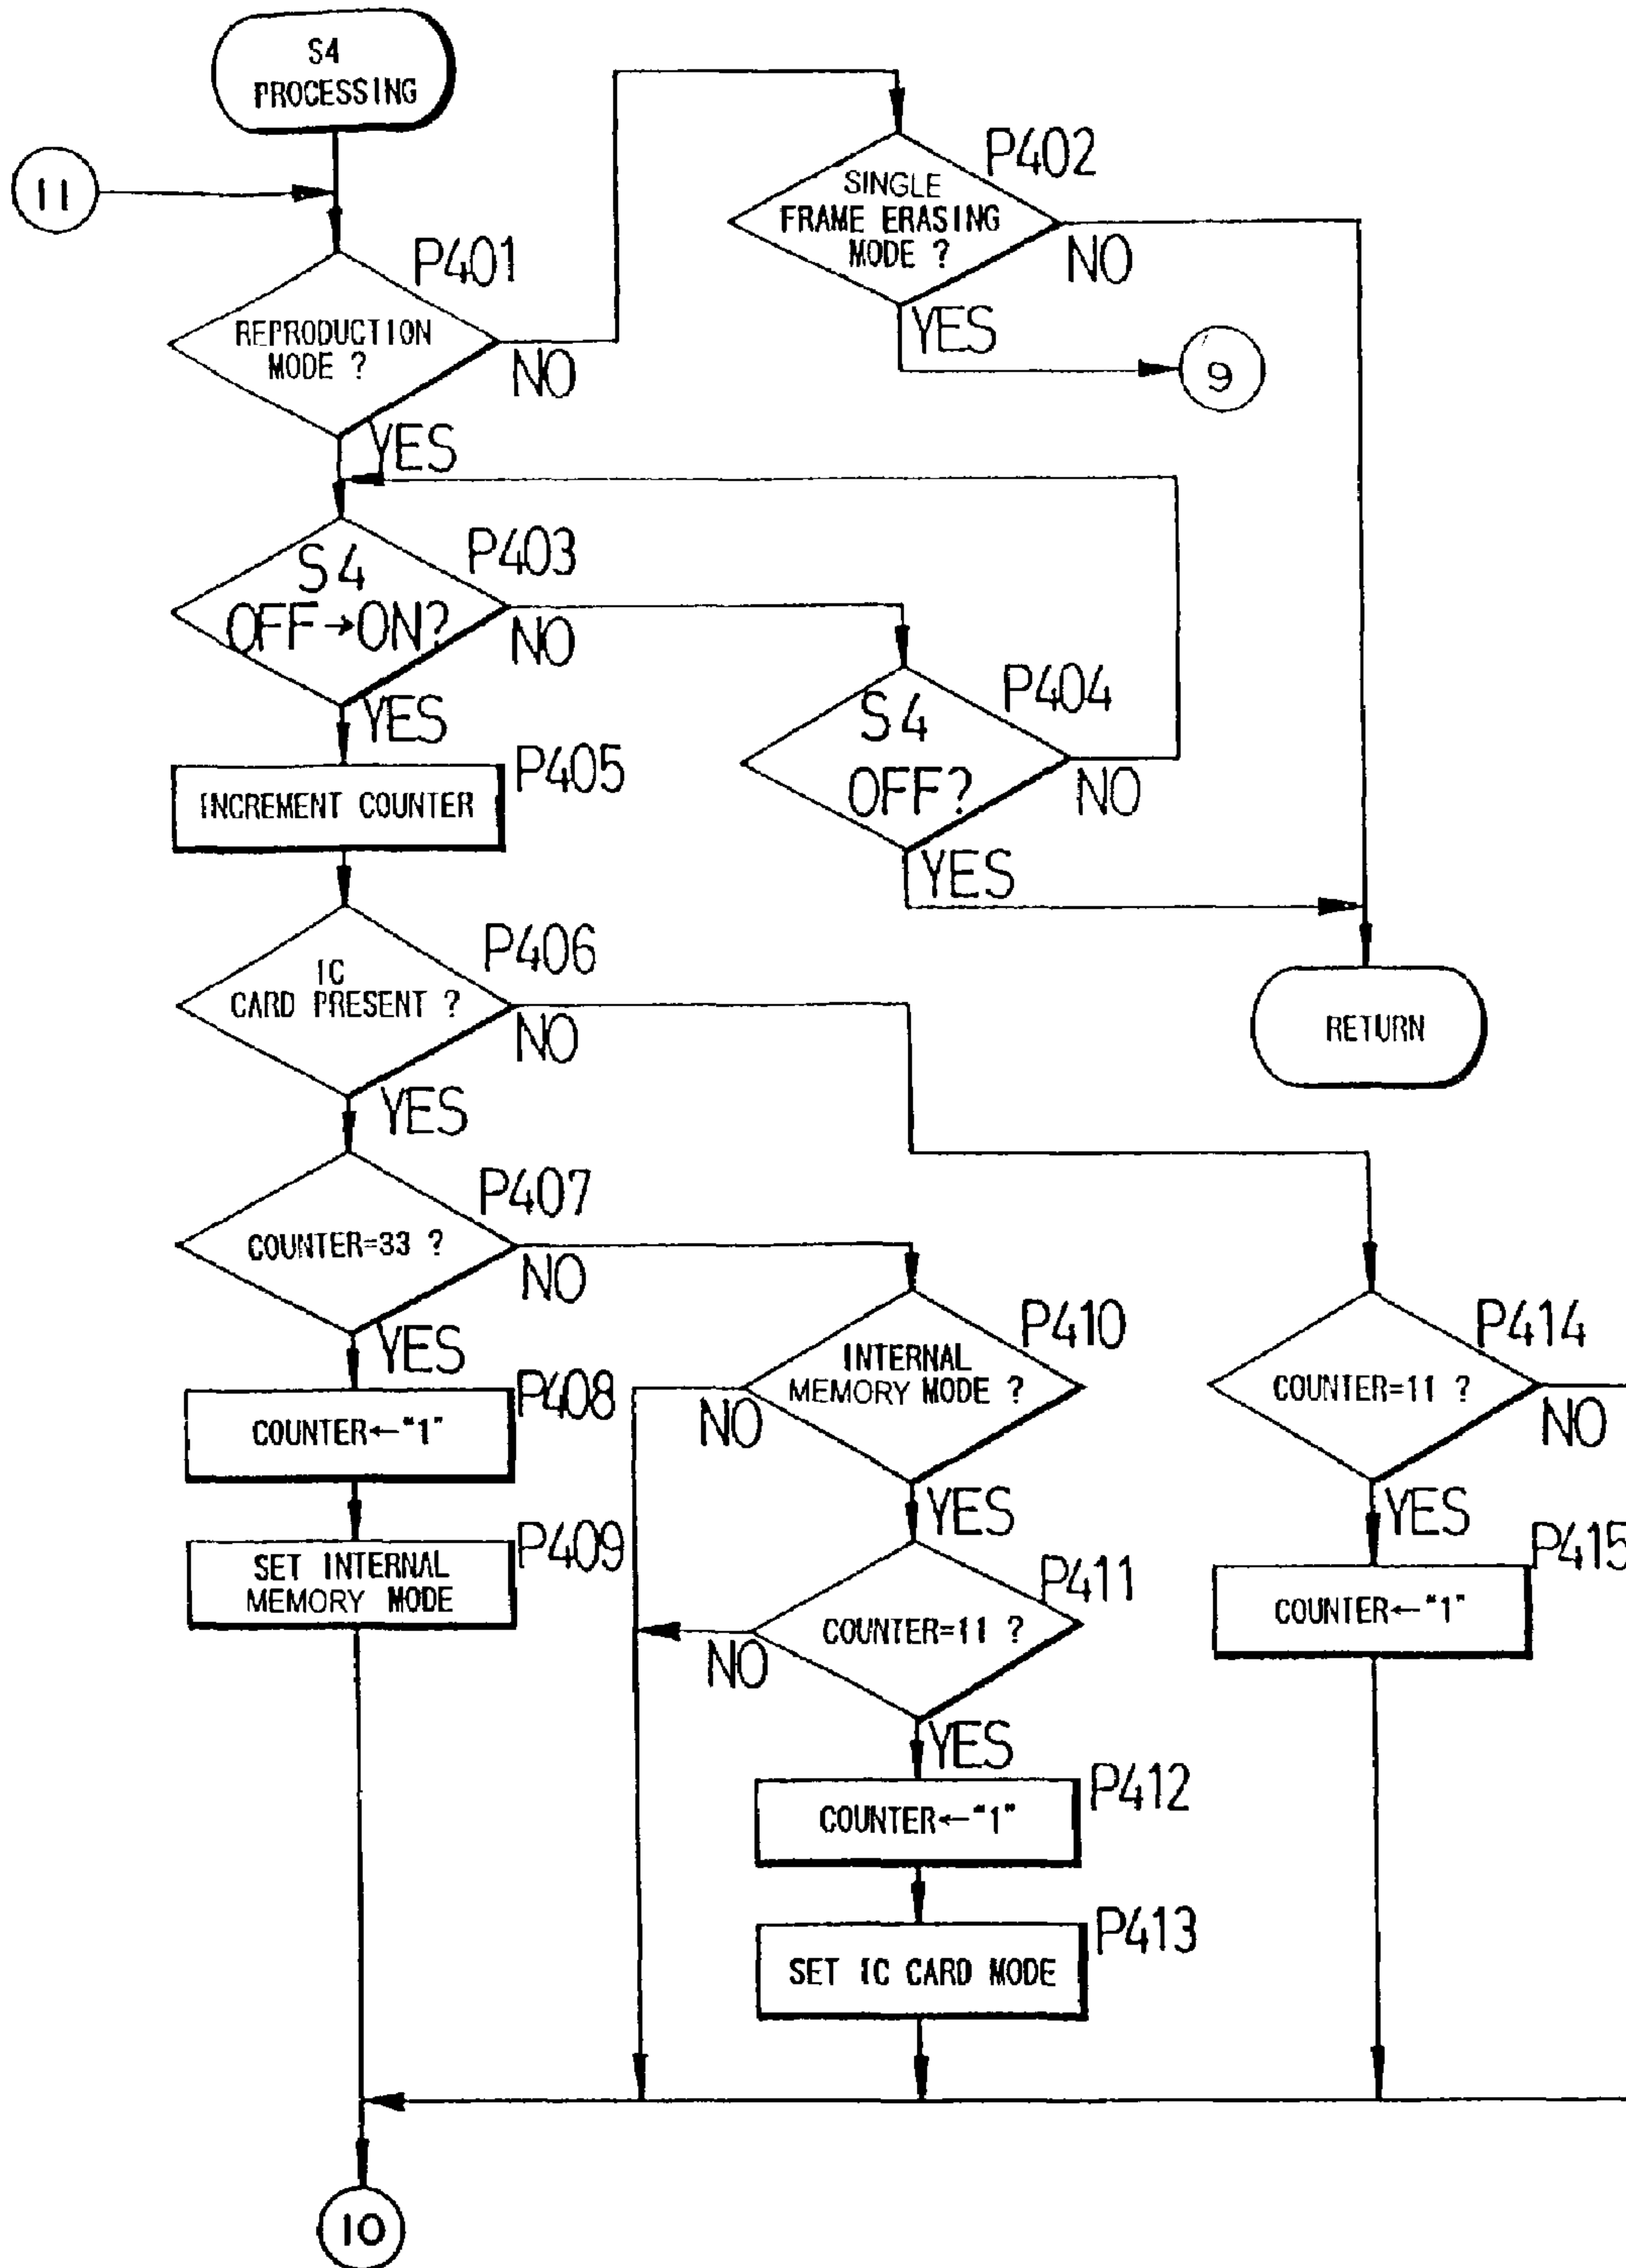 S4
PROCESSING
11
P401
REPRODUCTION
MODE ?
NO
YES
P402
SINGLE
FRAME ERASING
MODE ?
NO
YES
9
P403
S4
OFF→ON?
NO
YES
P404
S4
OFF?
NO
YES
P405
INCREMENT COUNTER
P406
IC
CARD PRESENT ?
NO
YES
RETURN
P407
COUNTER=33 ?
NO
YES
P408
COUNTER←"1"
P409
SET INTERNAL
MEMORY MODE
P410
INTERNAL
MEMORY MODE ?
NO
YES
P411
COUNTER=11 ?
NO
YES
P412
COUNTER←"1"
P413
SET IC CARD MODE
P414
COUNTER=11 ?
NO
YES
P415
COUNTER←"1"
10